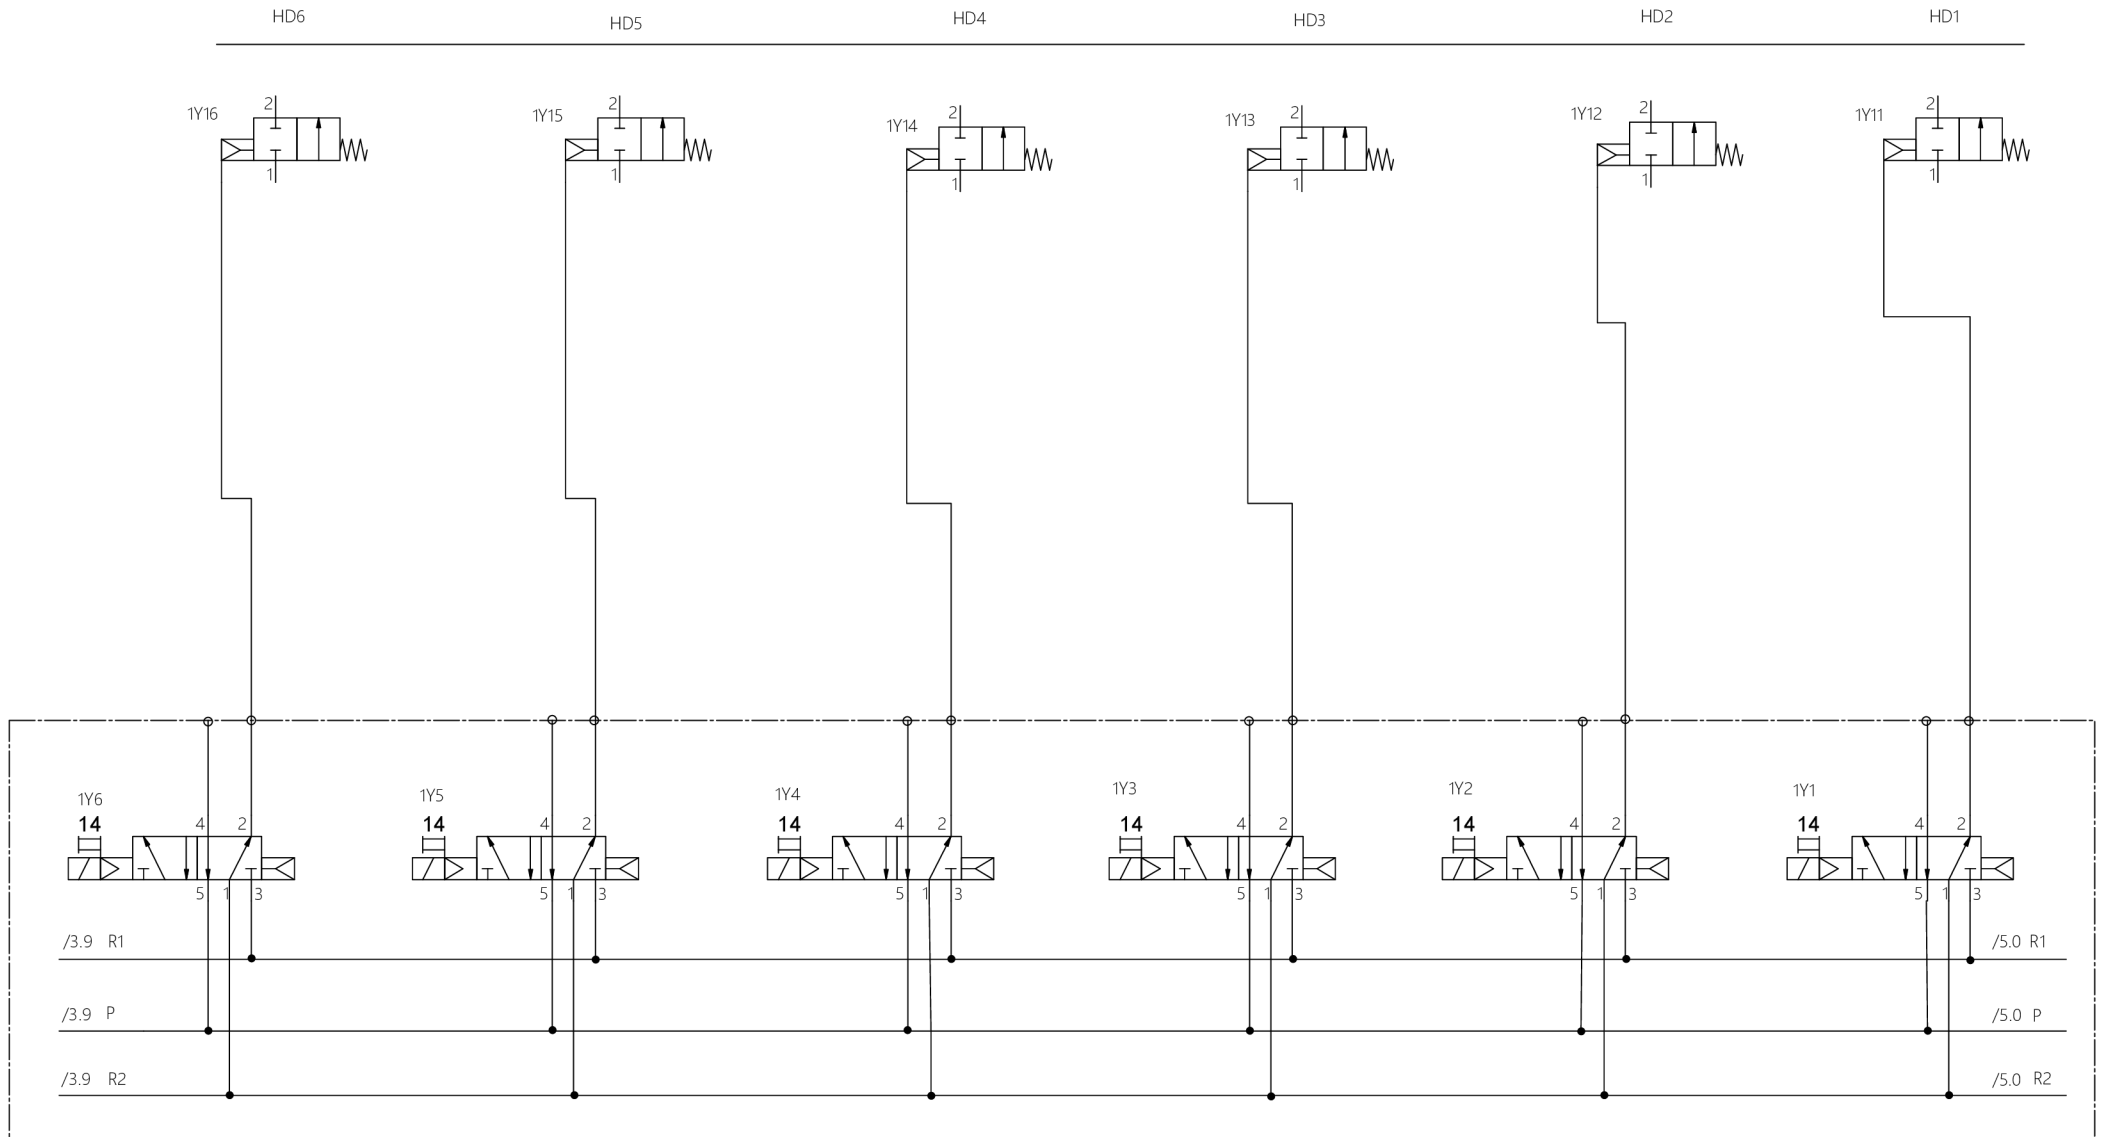 HD6 HD5 HD4 HD3 HD2 HD1
2 2 2 2 2 2
1Y16 1Y15 1Y14 1Y13 1Y12 1Y11
1 1 1 1 1 1
1Y6 1Y5 1Y4 1Y3 1Y2 1Y1
14 4 2 14 4 2 14 4 2 14 4 2 14 4 2 14 4 2
5 1 3 5 1 3 5 1 3 5 1 3 5 1 3 5 1 3
/3.9 R1 /5.0 R1
/3.9 P /5.0 P
/3.9 R2 /5.0 R2